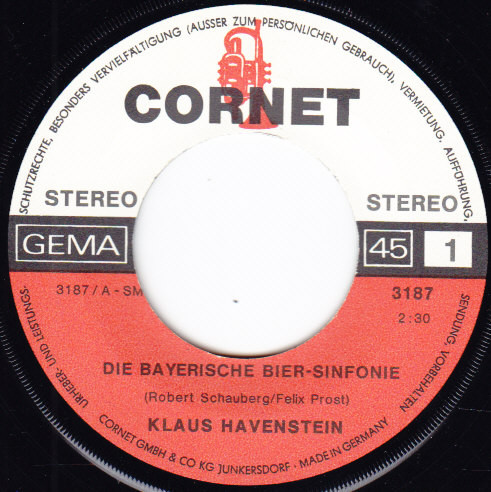 SCHUTZRECHTE, BESONDERS VERVIELFÄLTIGUNG (AUSSER ZUM PERSÖNLICHEN GEBRAUCH), VERMIETUNG, AUFFÜHRUNG,
CORNET
STEREO STEREO
GEMA 45 1
3187/A - SM 3187
2:30
DIE BAYERISCHE BIER-SINFONIE
(Robert Schauberg/Felix Prost)
KLAUS HAVENSTEIN
URHEBER- UND LEISTUNGS.
SENDUNG, VORBEHALTEN
CORNET GMBH & CO KG JUNKERSDORF · MADE IN GERMANY